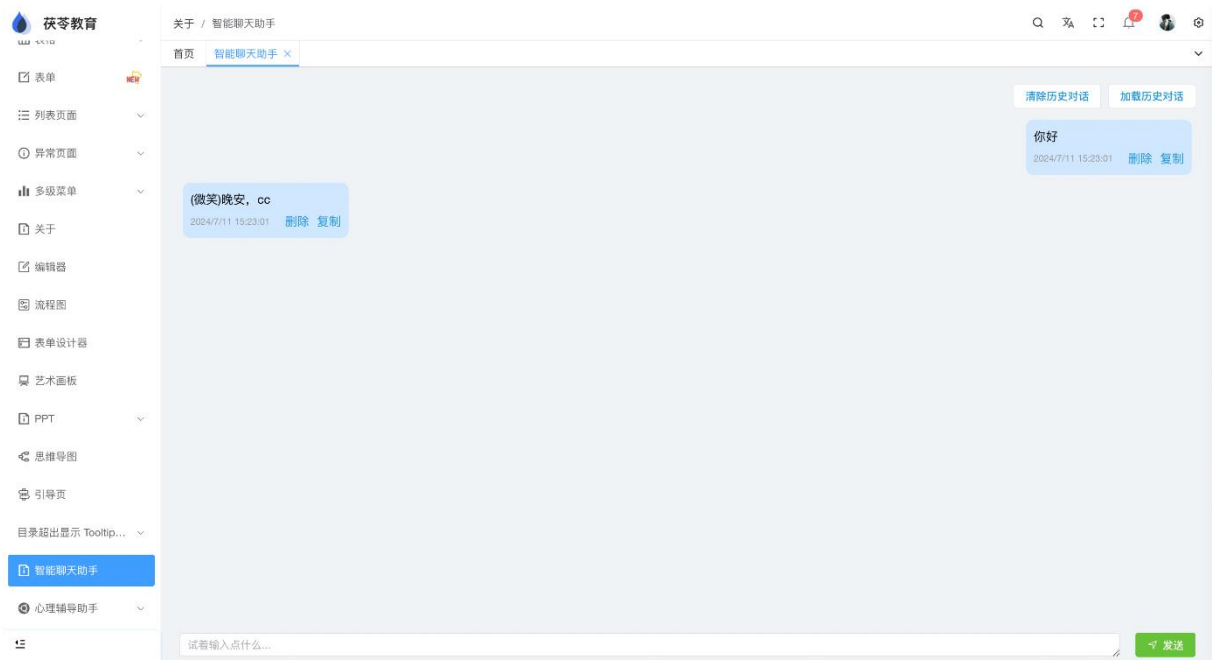 茯苓教育
关于 / 智能聊天助手
7
首页 智能聊天助手 ×
表单 NEW
列表页面
异常页面
多级菜单
关于
编辑器
流程图
表单设计器
艺术画板
PPT
思维导图
引导页
目录超出显示 Tooltip...
智能聊天助手
心理辅导助手
清除历史对话 加载历史对话
你好
2024/7/11 15:23:01 删除 复制
(微笑)晚安，cc
2024/7/11 15:23:01 删除 复制
试着输入点什么...
发送